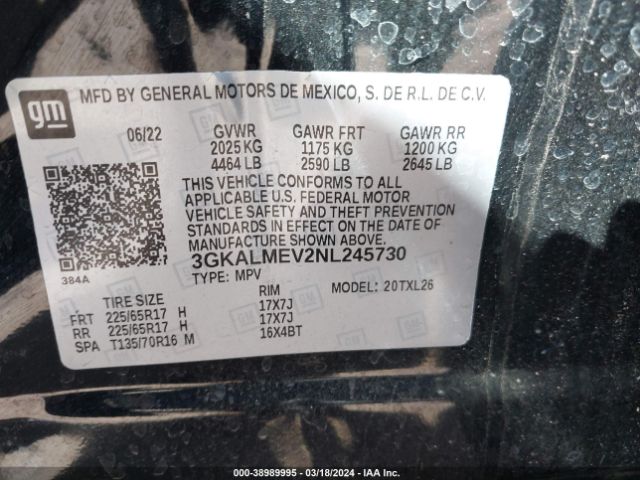 gm
MFD BY GENERAL MOTORS DE MEXICO, S. DE R.L. DE C.V.
06/22 GVWR GAWR FRT GAWR RR
2025 KG 1175 KG 1200 KG
4464 LB 2590 LB 2645 LB
THIS VEHICLE CONFORMS TO ALL
APPLICABLE U.S. FEDERAL MOTOR
VEHICLE SAFETY AND THEFT PREVENTION
STANDARDS IN EFFECT ON THE DATE OF
MANUFACTURE SHOWN ABOVE.
384A
3GKALMEV2NL245730
TYPE: MPV MODEL: 20TXL26
TIRE SIZE RIM
FRT 225/65R17 H 17X7J
RR 225/65R17 H 17X7J
SPA T135/70R16 M 16X4BT
000-38989995 - 03/18/2024 - IAA Inc.